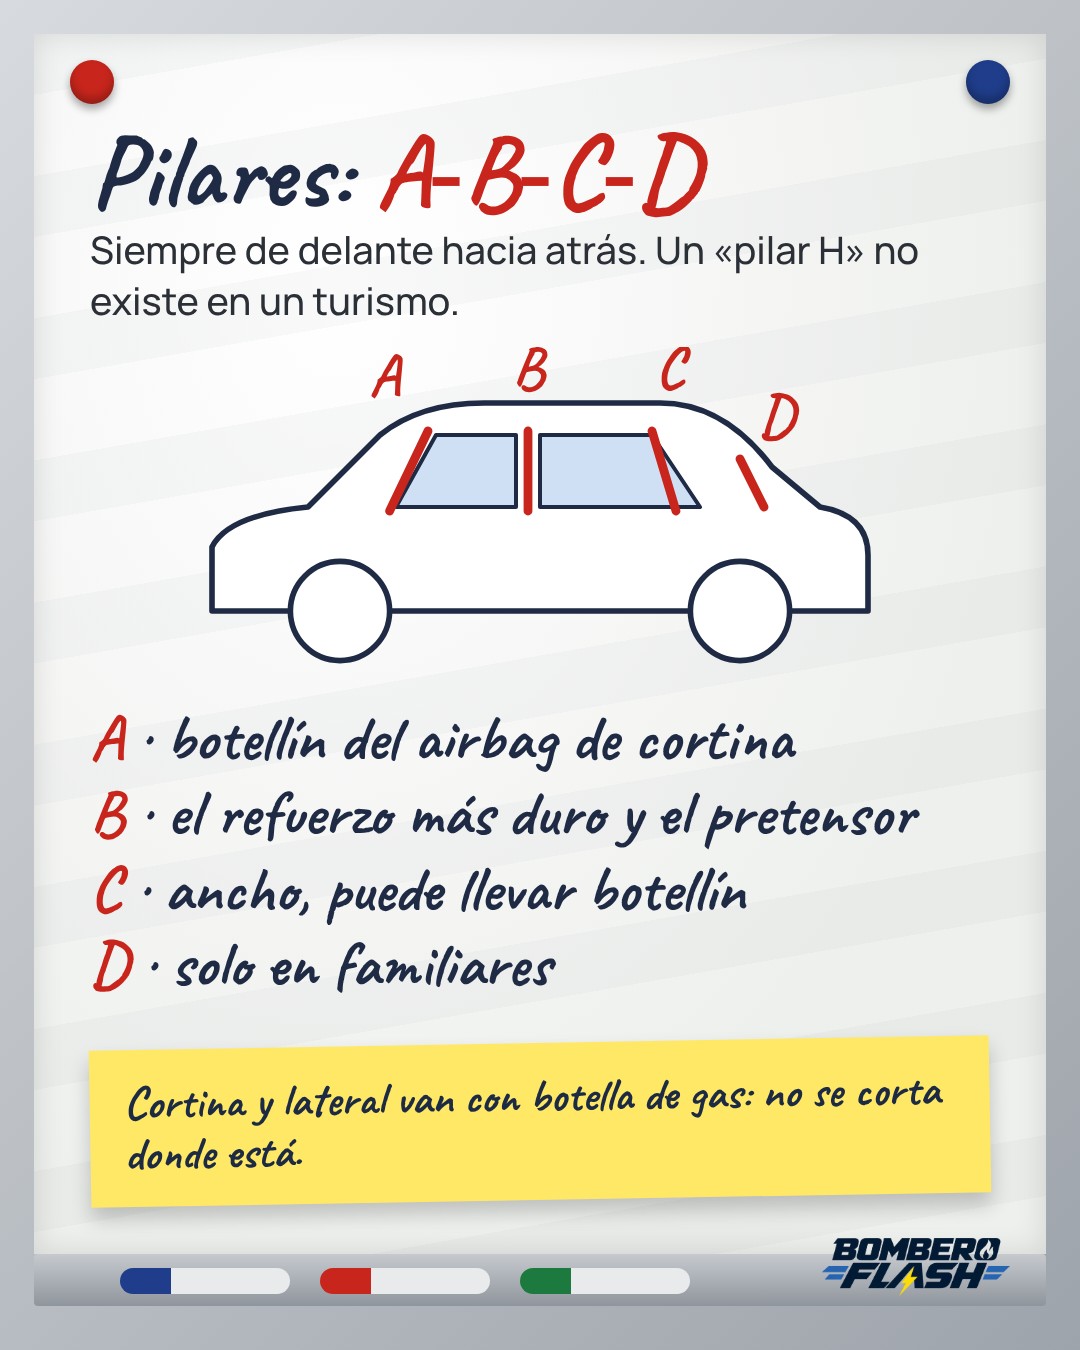 Pilares: A-B-C-D
Siempre de delante hacia atrás. Un «pilar H» no
existe en un turismo.
A B C D
A · botellín del airbag de cortina
B · el refuerzo más duro y el pretensor
C · ancho, puede llevar botellín
D · solo en familiares
Cortina y lateral van con botella de gas: no se corta
donde está.
BOMBERO
FLASH